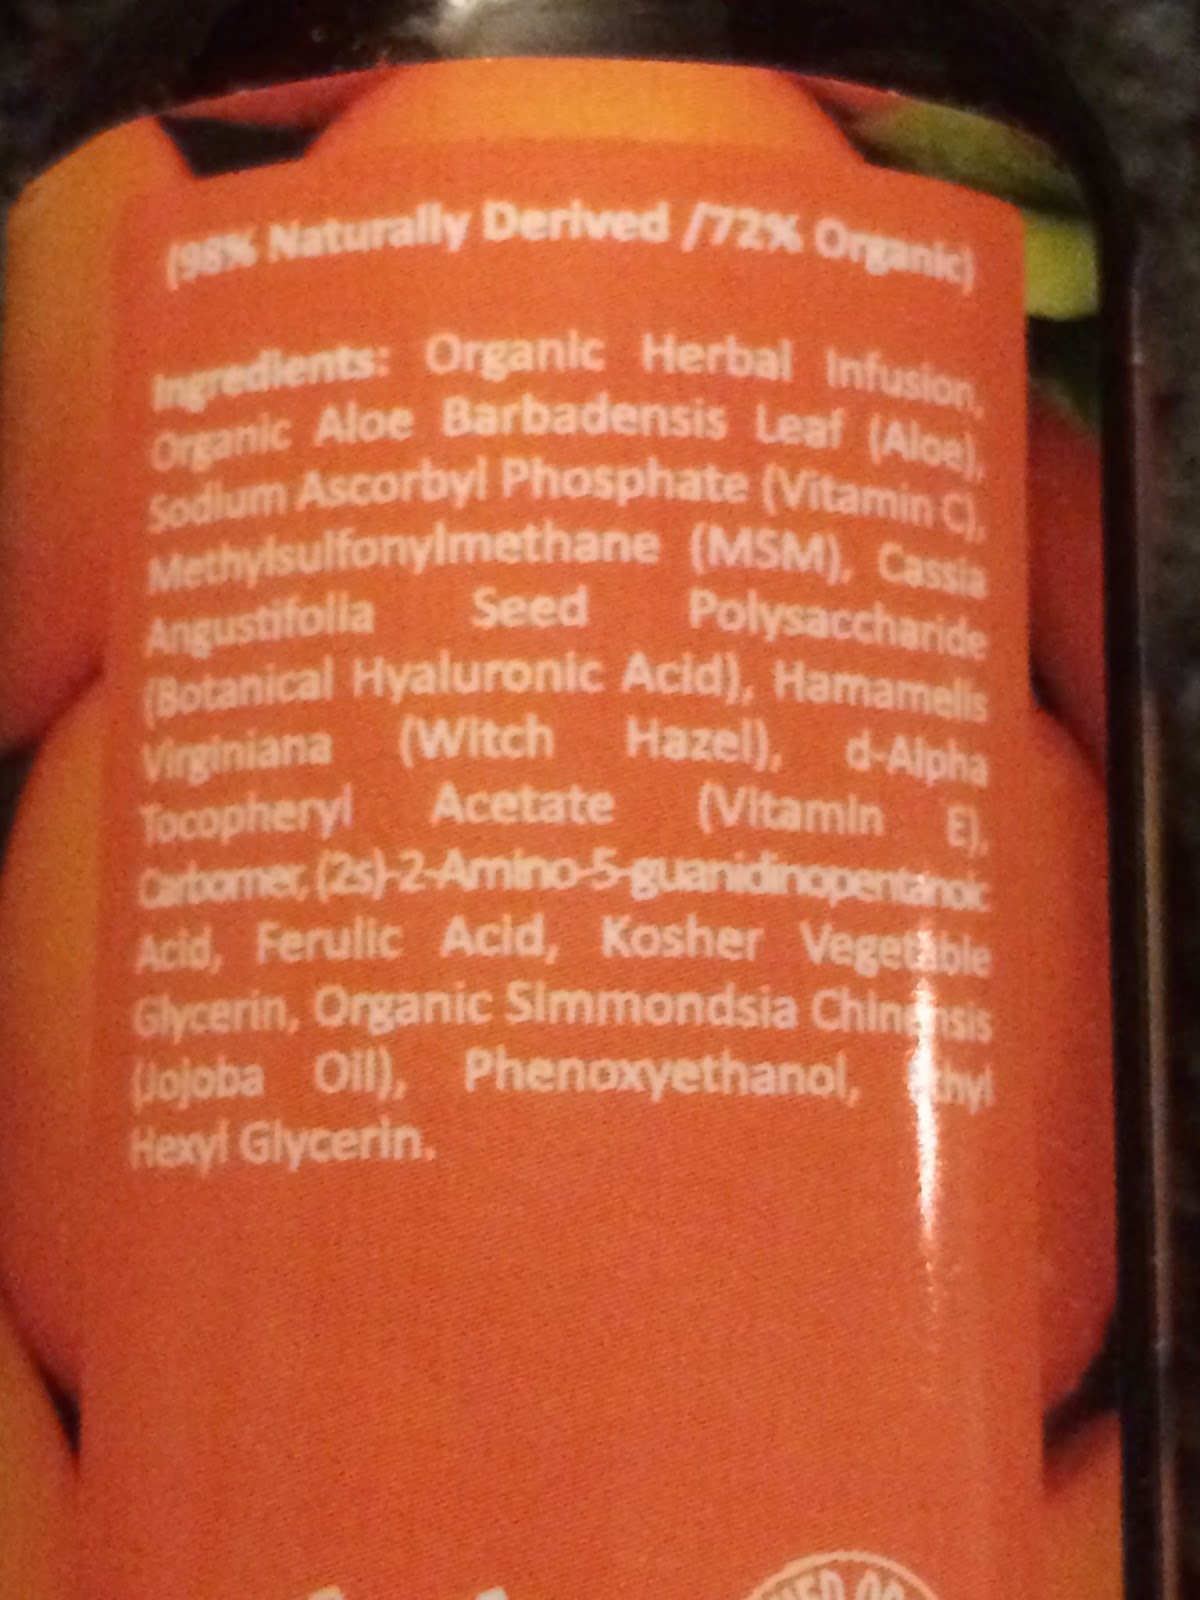 (98% Naturally Derived /72% Organic)
Ingredients: Organic Herbal Infusion,
Organic Aloe Barbadensis Leaf (Aloe),
Sodium Ascorbyl Phosphate (Vitamin C),
Methylsulfonylmethane (MSM), Cassia
Angustifolia Seed Polysaccharide
(Botanical Hyaluronic Acid), Hamamelis
Virginiana (Witch Hazel), d-Alpha
Tocopheryl Acetate (Vitamin E),
Carbomer, (2s)-2-Amino-5-guanidinopentanoic
Acid, Ferulic Acid, Kosher Vegetable
Glycerin, Organic Simmondsia Chinensis
(Jojoba Oil), Phenoxyethanol, Ethyl
Hexyl Glycerin.